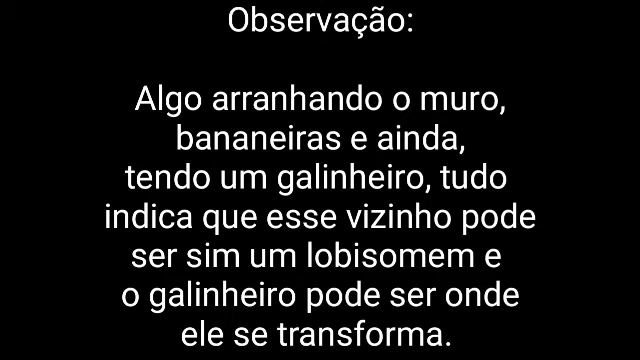 Observação:
Algo arranhando o muro,
bananeiras e ainda,
tendo um galinheiro, tudo
indica que esse vizinho pode
ser sim um lobisomem e
o galinheiro pode ser onde
ele se transforma.